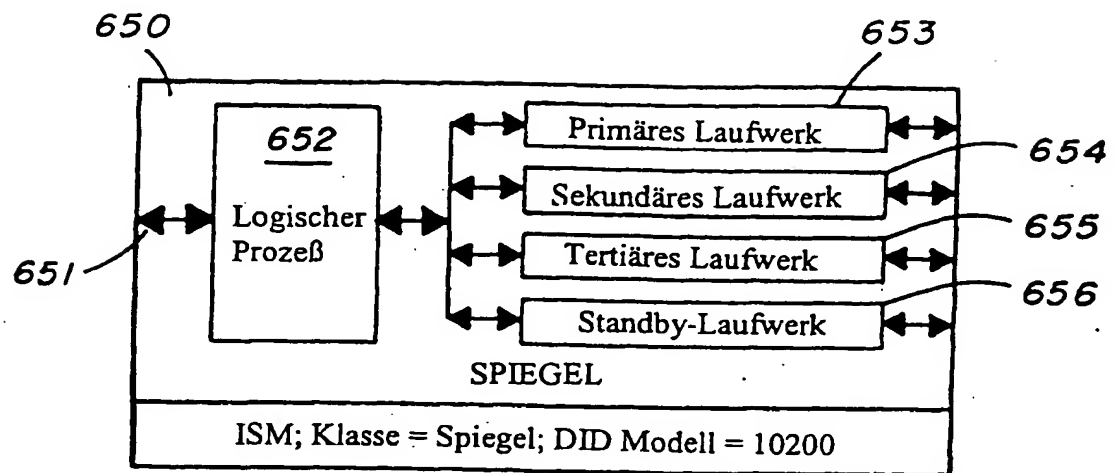 650
653
652
Logischer
Prozeß
Primäres Laufwerk
654
Sekundäres Laufwerk
655
Tertiäres Laufwerk
651
656
Standby-Laufwerk
SPIEGEL
ISM; Klasse = Spiegel; DID Modell = 10200